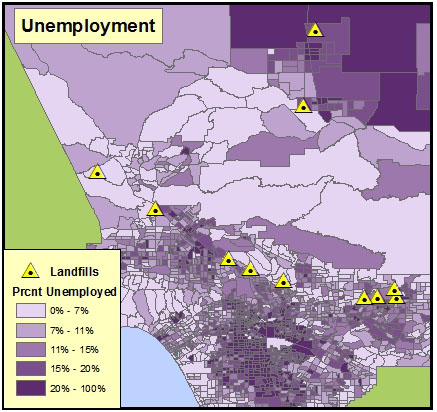 Unemployment
Landfills
Prcnt Unemployed
0% - 7%
7% - 11%
11% - 15%
15% - 20%
20% - 100%